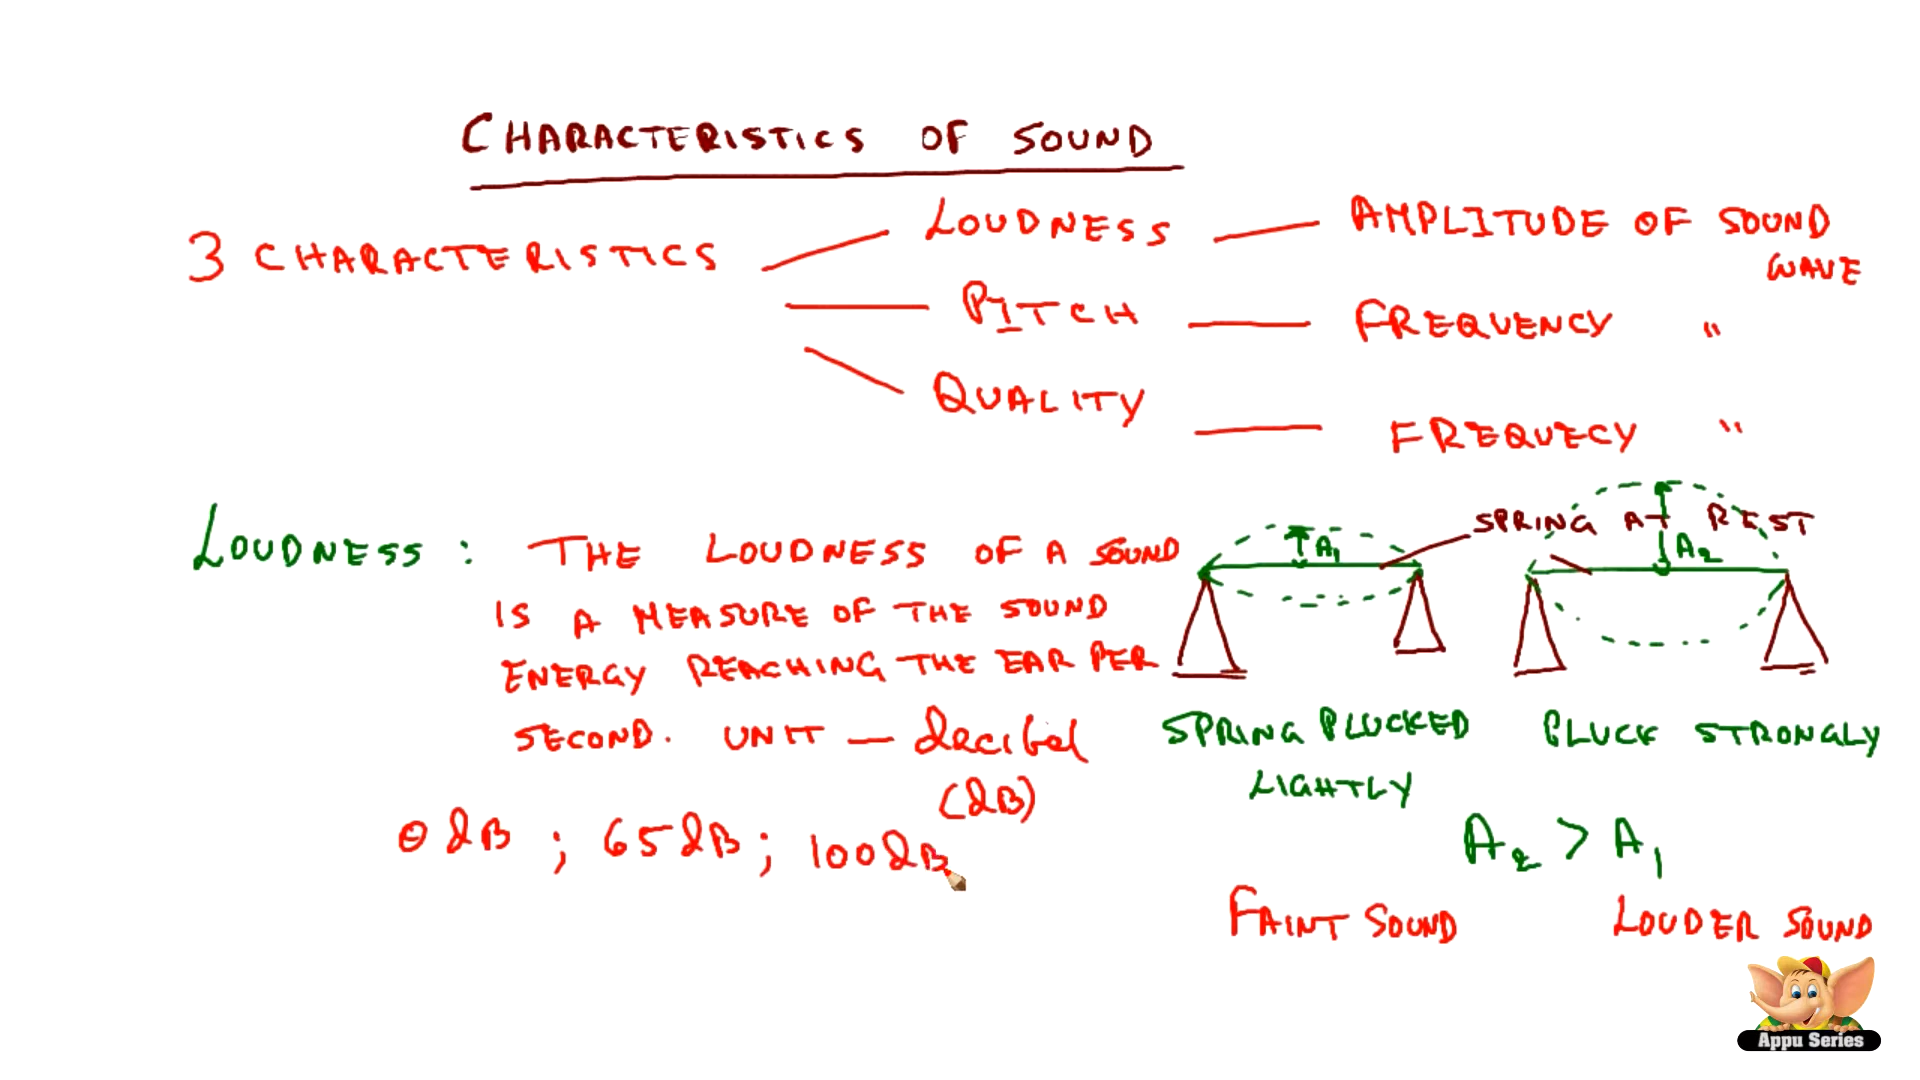 CHARACTERISTICS OF SOUND
3 CHARACTERISTICS
LOUDNESS — AMPLITUDE OF SOUND WAVE
PITCH — FREQUENCY "
QUALITY — FREQUECY "
LOUDNESS : THE LOUDNESS OF A SOUND
IS A MEASURE OF THE SOUND
ENERGY REACHING THE EAR PER
SECOND. UNIT — decibel
(dB)
0 dB ; 65 dB ; 100 dB
SPRING AT REST
A1
A2
SPRING PLUCKED
LIGHTLY
PLUCK STRONGLY
A2 > A1
FAINT SOUND
LOUDER SOUND
Appu Series